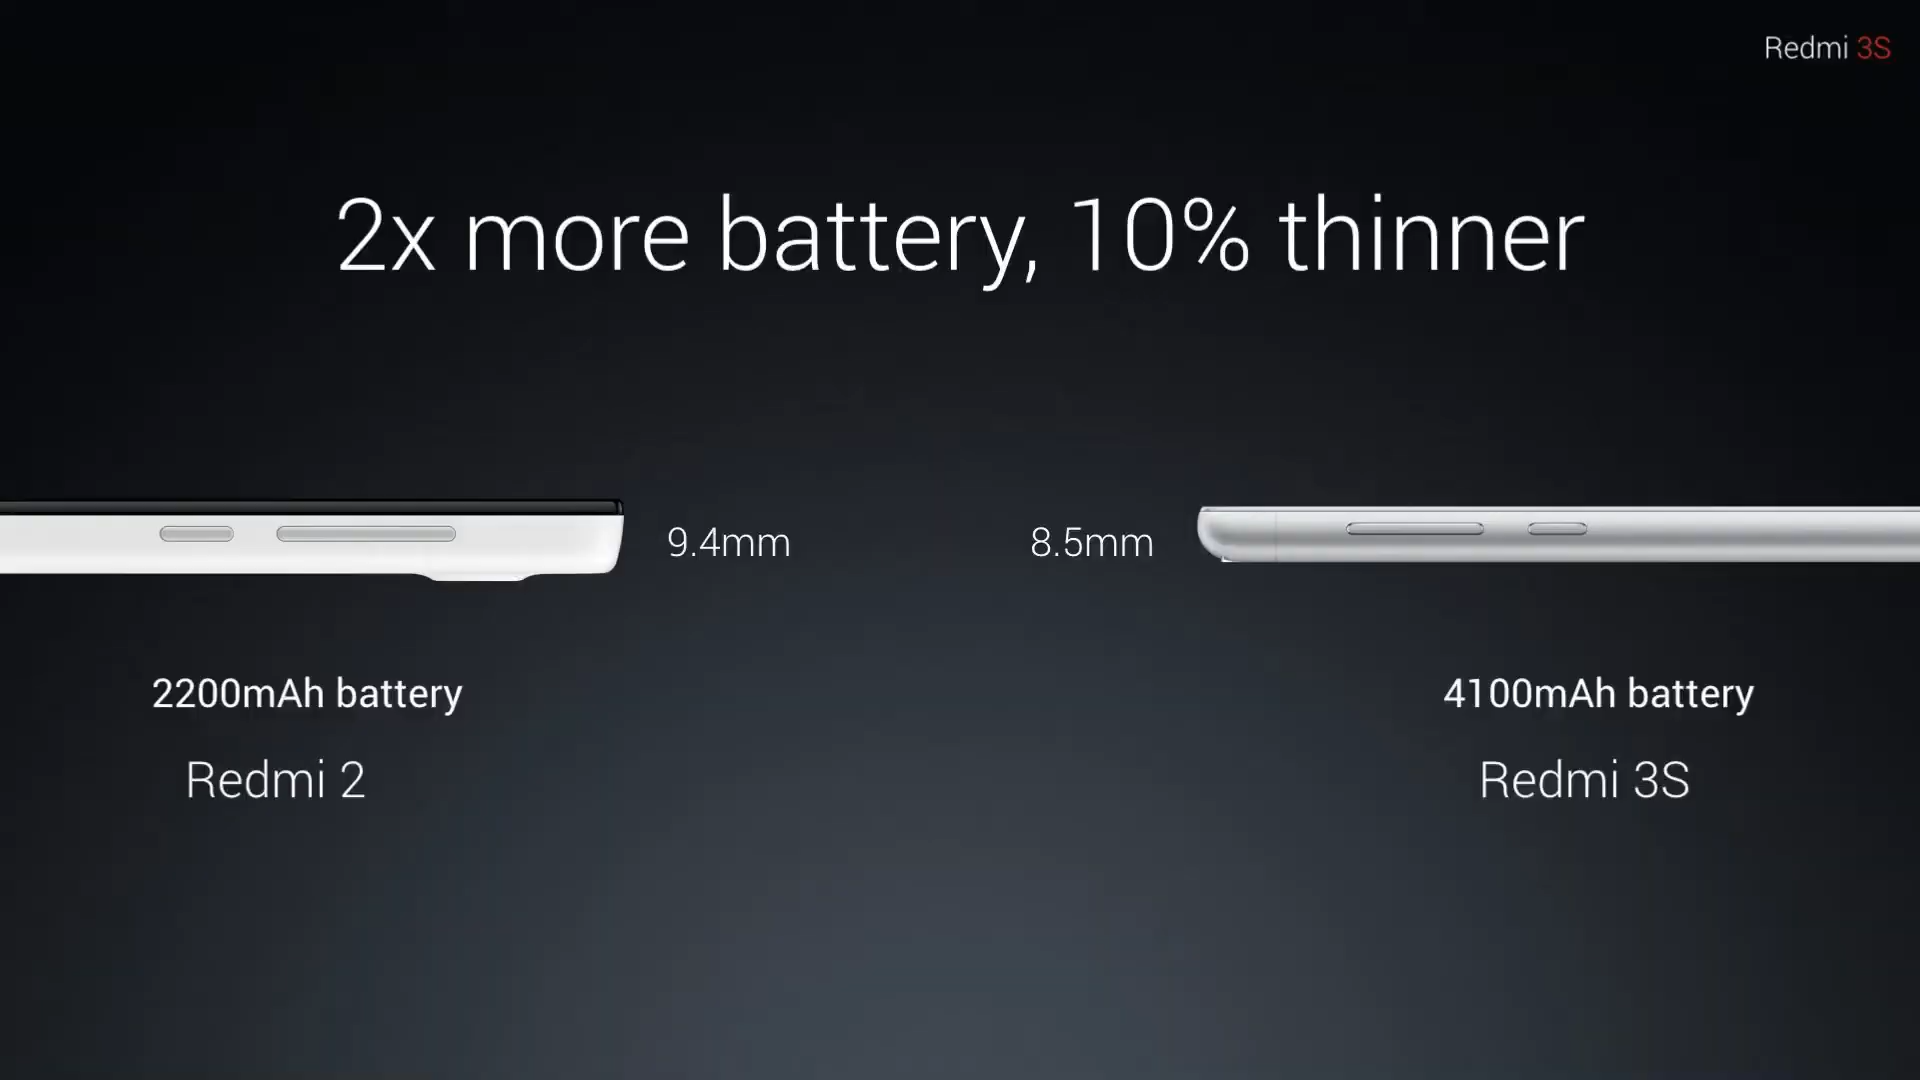 Redmi 3S
2x more battery, 10% thinner
9.4mm
8.5mm
2200mAh battery
Redmi 2
4100mAh battery
Redmi 3S